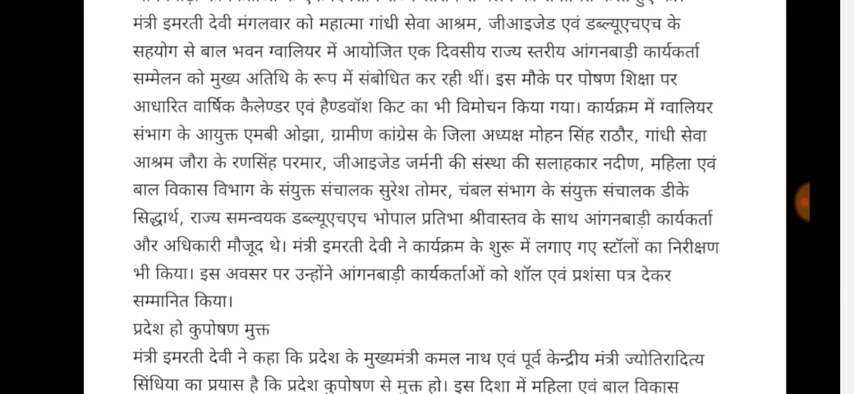 मंत्री इमरती देवी मंगलवार को महात्मा गांधी सेवा आश्रम, जीआइजेड एवं डब्ल्यूएचएच के
सहयोग से बाल भवन ग्वालियर में आयोजित एक दिवसीय राज्य स्तरीय आंगनबाड़ी कार्यकर्ता
सम्मेलन को मुख्य अतिथि के रूप में संबोधित कर रही थीं। इस मौके पर पोषण शिक्षा पर
आधारित वार्षिक कैलेण्डर एवं हैण्डवॉश किट का भी विमोचन किया गया। कार्यक्रम में ग्वालियर
संभाग के आयुक्त एमबी ओझा, ग्रामीण कांग्रेस के जिला अध्यक्ष मोहन सिंह राठौर, गांधी सेवा
आश्रम जौरा के रणसिंह परमार, जीआइजेड जर्मनी की संस्था की सलाहकार नदीण, महिला एवं
बाल विकास विभाग के संयुक्त संचालक सुरेश तोमर, चंबल संभाग के संयुक्त संचालक डीके
सिद्धार्थ, राज्य समन्वयक डब्ल्यूएचएच भोपाल प्रतिभा श्रीवास्तव के साथ आंगनबाड़ी कार्यकर्ता
और अधिकारी मौजूद थे। मंत्री इमरती देवी ने कार्यक्रम के शुरू में लगाए गए स्टॉलों का निरीक्षण
भी किया। इस अवसर पर उन्होंने आंगनबाड़ी कार्यकर्ताओं को शॉल एवं प्रशंसा पत्र देकर
सम्मानित किया।
प्रदेश हो कुपोषण मुक्त
मंत्री इमरती देवी ने कहा कि प्रदेश के मुख्यमंत्री कमल नाथ एवं पूर्व केन्द्रीय मंत्री ज्योतिरादित्य
सिंधिया का प्रयास है कि प्रदेश कुपोषण से मुक्त हो। इस दिशा में महिला एवं बाल विकास